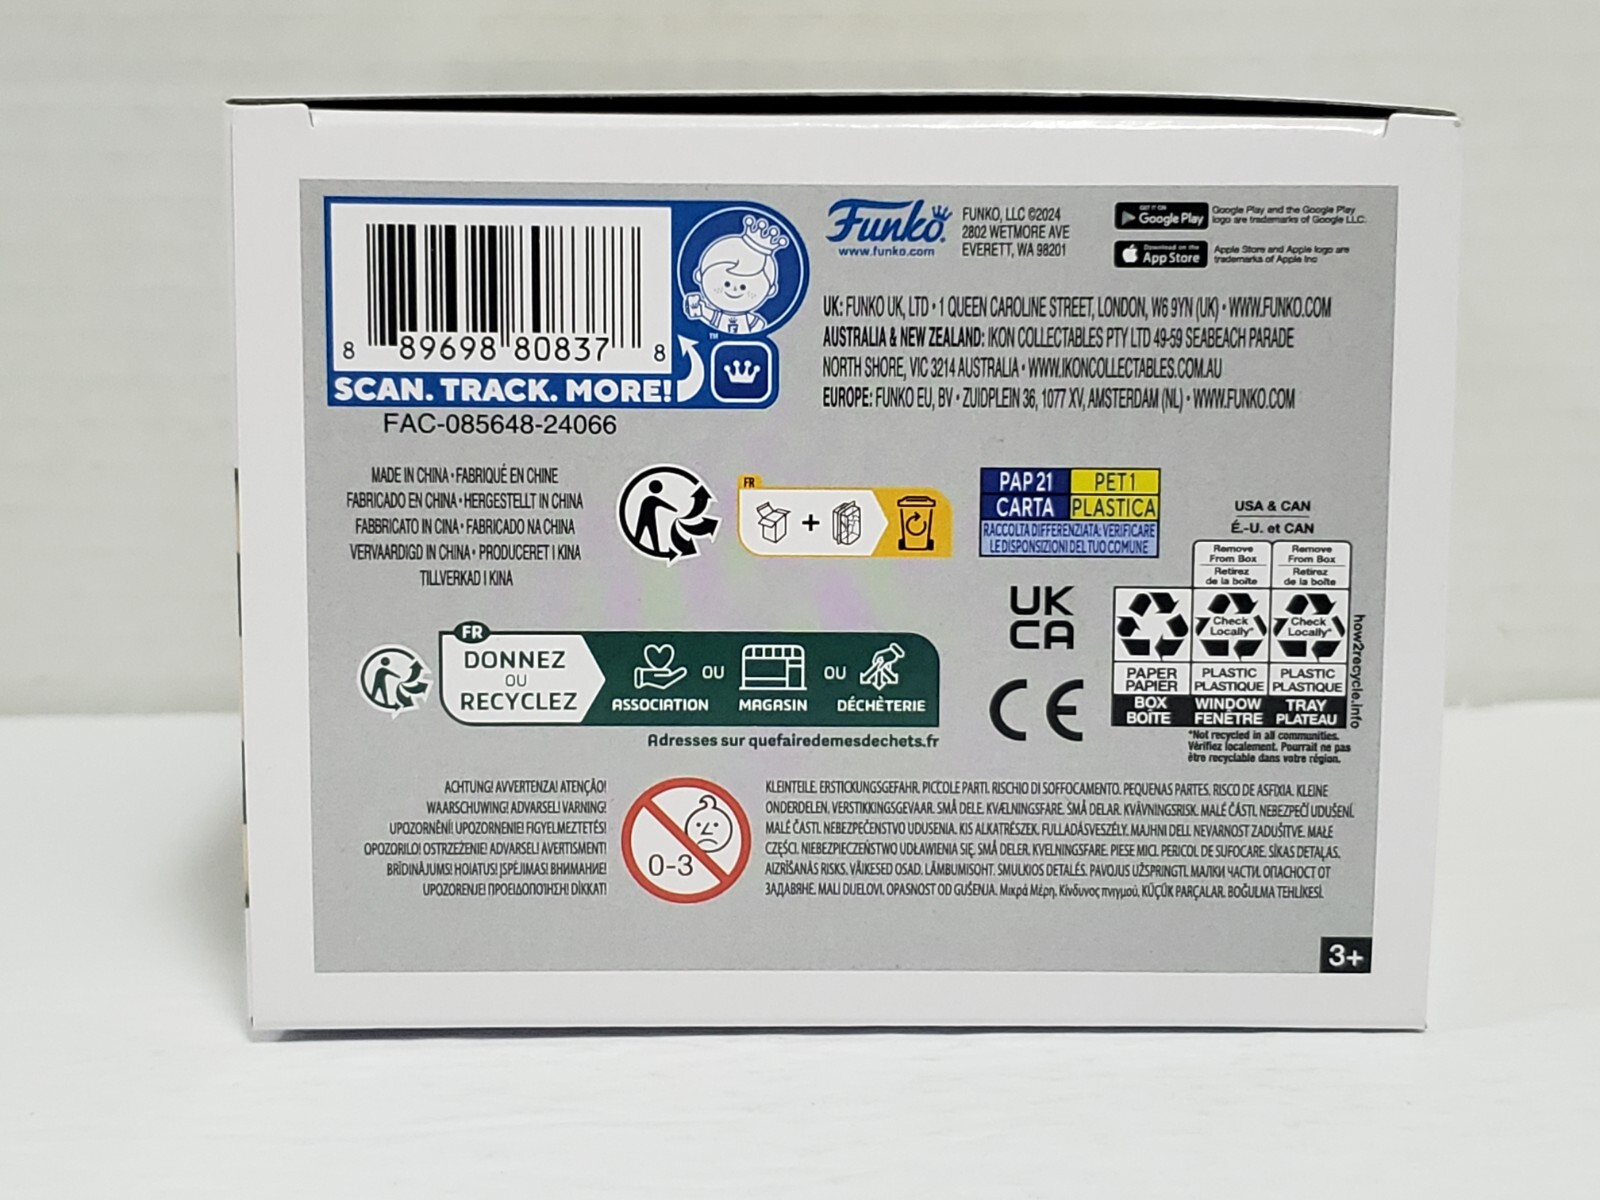 8 89698 80837 8
SCAN. TRACK. MORE!
TM
FAC-085648-24066
Funko
www.funko.com
FUNKO, LLC ©2024
2802 WETMORE AVE
EVERETT, WA 98201
GET IT ON
Google Play
Google Play and the Google Play
logo are trademarks of Google LLC.
Download on the
App Store
Apple Store and Apple logo are
trademarks of Apple Inc
UK: FUNKO UK, LTD • 1 QUEEN CAROLINE STREET, LONDON, W6 9YN (UK) • WWW.FUNKO.COM
AUSTRALIA & NEW ZEALAND: IKON COLLECTABLES PTY LTD 49-59 SEABEACH PARADE
NORTH SHORE, VIC 3214 AUSTRALIA • WWW.IKONCOLLECTABLES.COM.AU
EUROPE: FUNKO EU, BV • ZUIDPLEIN 36, 1077 XV, AMSTERDAM (NL) • WWW.FUNKO.COM
MADE IN CHINA • FABRIQUÉ EN CHINE
FABRICADO EN CHINA • HERGESTELLT IN CHINA
FABBRICATO IN CINA • FABRICADO NA CHINA
VERVAARDIGD IN CHINA • PRODUCERET I KINA
TILLVERKAD I KINA
FR
+
PAP 21 PET 1
CARTA PLASTICA
RACCOLTA DIFFERENZIATA: VERIFICARE
LE DISPOSIZIONI DEL TUO COMUNE
USA & CAN
É.-U. et CAN
Remove From Box
Retirez de la boîte
Remove From Box
Retirez de la boîte
Check Locally*
Check Locally*
PAPER PAPIER
PLASTIC PLASTIQUE
PLASTIC PLASTIQUE
BOX BOÎTE
WINDOW FENÊTRE
TRAY PLATEAU
how2recycle.info
*Not recycled in all communities.
Vérifiez localement. Pourrait ne pas
être recyclable dans votre région.
UK
CA
CE
FR
DONNEZ
OU
RECYCLEZ
ASSOCIATION OU MAGASIN OU DÉCHÈTERIE
Adresses sur quefairedemesdechets.fr
ACHTUNG! AVVERTENZA! ATENÇÃO!
WAARSCHUWING! ADVARSEL! VARNING!
UPOZORNĚNÍ! UPOZORNENIE! FIGYELMEZTETÉS!
OPOZORILO! OSTRZEŻENIE! ADVARSEL! AVERTISMENT!
BRĪDINĀJUMS! HOIATUS! ĮSPĖJIMAS! ВНИМАНИЕ!
UPOZORENJE! ΠΡΟΕΙΔΟΠΟΙΗΣΗ! DİKKAT!
0-3
KLEINTEILE. ERSTICKUNGSGEFAHR. PICCOLE PARTI. RISCHIO DI SOFFOCAMENTO. PEQUENAS PARTES. RISCO DE ASFIXIA. KLEINE
ONDERDELEN. VERSTIKKINGSGEVAAR. SMÅ DELE. KVÆLNINGSFARE. SMÅ DELAR. KVÄVNINGSRISK. MALÉ ČÁSTI. NEBEZPEČÍ UDUŠENÍ.
MALÉ ČASTI. NEBEZPEČENSTVO UDUSENIA. KIS ALKATRÉSZEK. FULLADÁSVESZÉLY. MAJHNI DELI. NEVARNOST ZADUŠITVE. MAŁE
CZĘŚCI. NIEBEZPIECZEŃSTWO UDŁAWIENIA SIĘ. SMÅ DELER. KVELNINGSFARE. PIESE MICI. PERICOL DE SUFOCARE. SĪKAS DETAĻAS.
AIZRĪŠANĀS RISKS. VÄIKESED OSAD. LÄMBUMISOHT. SMULKIOS DETALĖS. PAVOJUS UŽSPRINGTI. МАЛКИ ЧАСТИ. ОПАСНОСТ ОТ
ЗАДАВЯНЕ. MALI DIJELOVI. OPASNOST OD GUŠENJA. Μικρά Μέρη. Κίνδυνος πνιγμού. KÜÇÜK PARÇALAR. BOĞULMA TEHLİKESİ.
3+